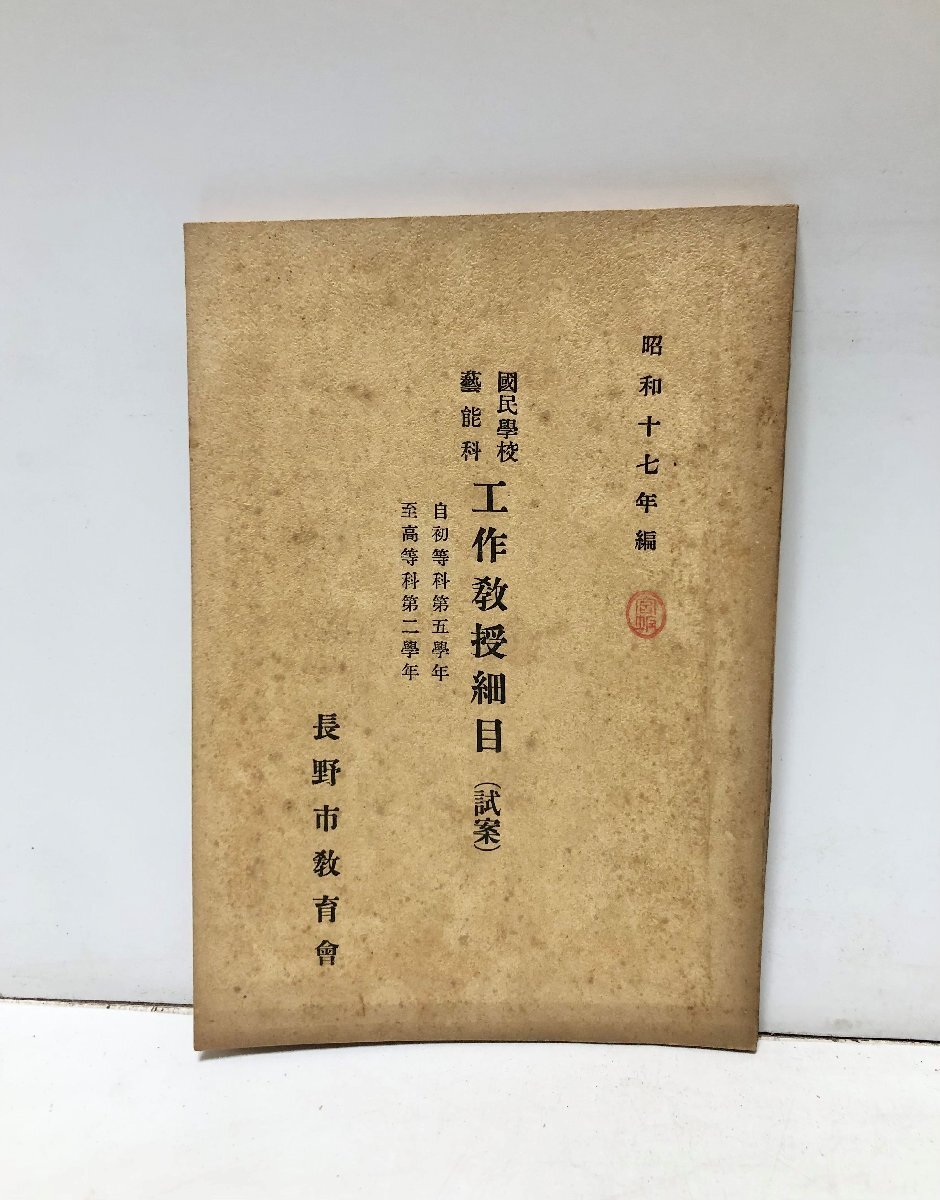 昭和十七年編
國民學校
藝能科
工作敎授細目（試案）
自初等科第五學年
至高等科第二學年
長野市敎育會